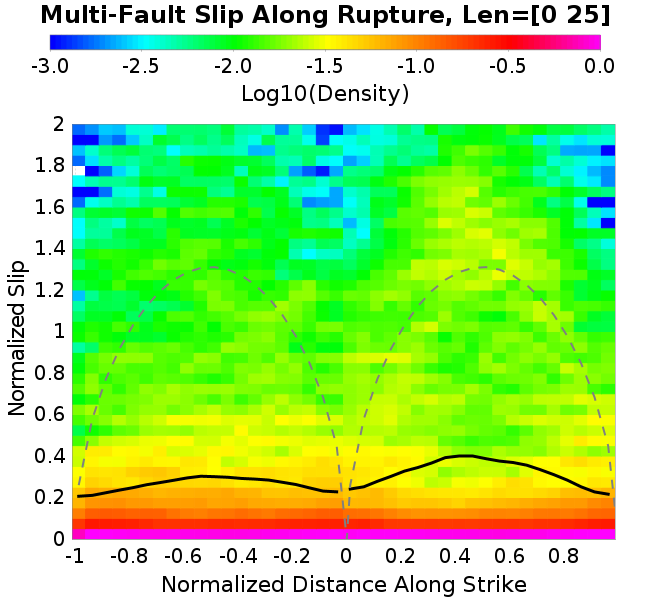 Multi-Fault Slip Along Rupture, Len=[0 25]
-3.0 -2.5 -2.0 -1.5 -1.0 -0.5 0.0
Log10(Density)
2
1.8
1.6
1.4
1.2
1
0.8
0.6
0.4
0.2
0
Normalized Slip
-1 -0.8 -0.6 -0.4 -0.2 0 0.2 0.4 0.6 0.8
Normalized Distance Along Strike